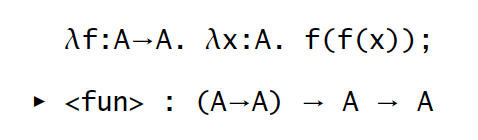 λf:A→A. λx:A. f(f(x));
▸ <fun> : (A→A) → A → A